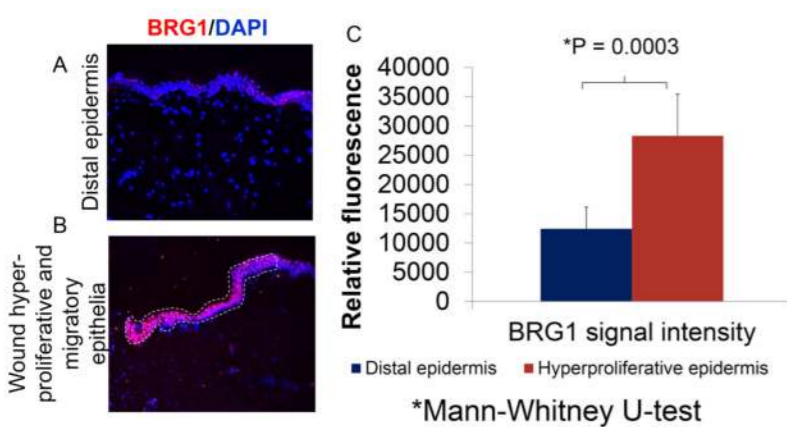 BRG1/DAPI
A
Distal epidermis
B
Wound hyper-
proliferative and
migratory
epithelia
C
*P = 0.0003
Relative fluorescence
40000
35000
30000
25000
20000
15000
10000
5000
0
BRG1 signal intensity
Distal epidermis
Hyperproliferative epidermis
*Mann-Whitney U-test